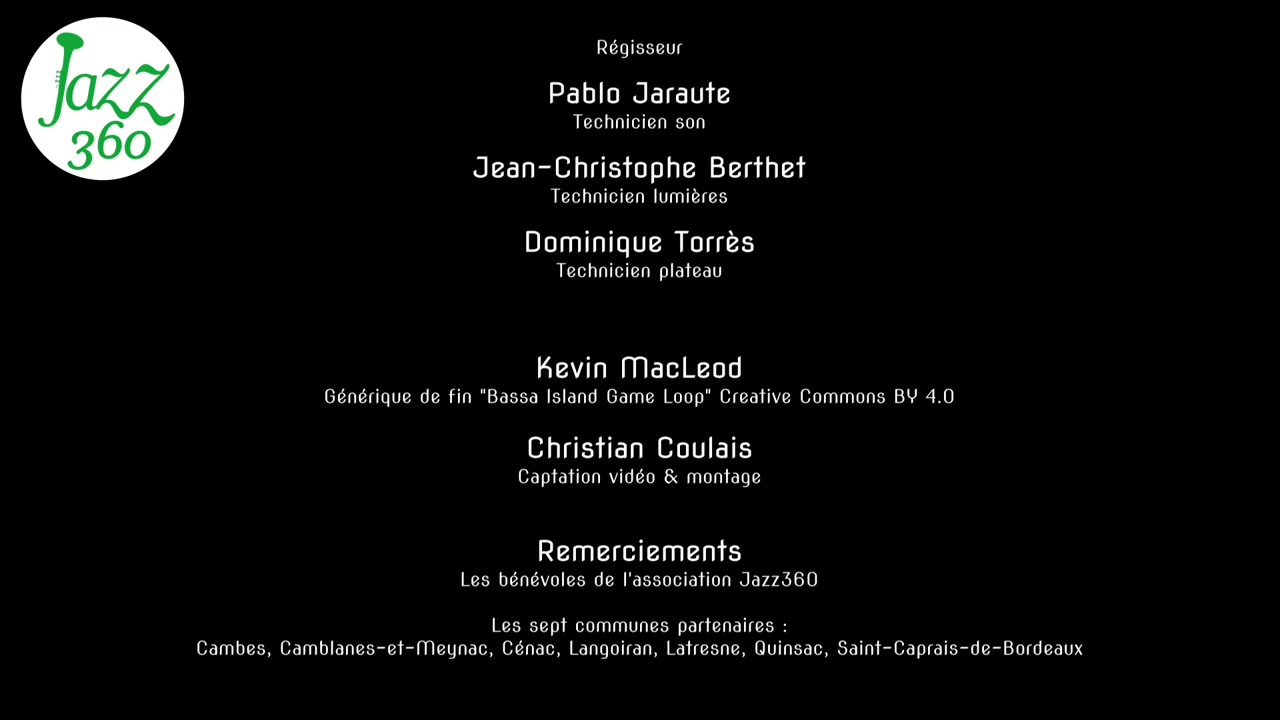 Jazz
360
Régisseur
Pablo Jaraute
Technicien son
Jean-Christophe Berthet
Technicien lumières
Dominique Torrès
Technicien plateau
Kevin MacLeod
Générique de fin "Bassa Island Game Loop" Creative Commons BY 4.0
Christian Coulais
Captation vidéo & montage
Remerciements
Les bénévoles de l'association Jazz360
Les sept communes partenaires :
Cambes, Camblanes-et-Meynac, Cénac, Langoiran, Latresne, Quinsac, Saint-Caprais-de-Bordeaux